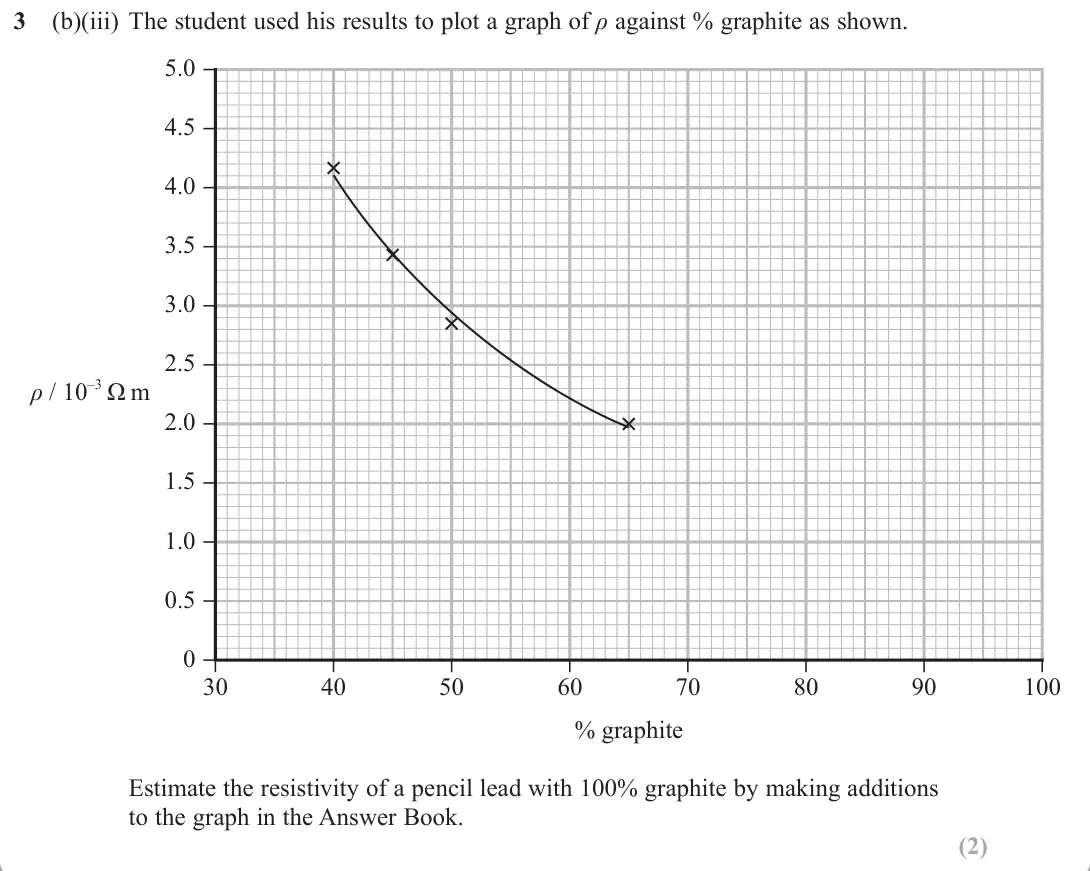 3 (b)(iii) The student used his results to plot a graph of ρ against % graphite as shown.
5.0
4.5
4.0
3.5
3.0
2.5
ρ / 10⁻³ Ω m
2.0
1.5
1.0
0.5
0
30 40 50 60 70 80 90 100
% graphite
Estimate the resistivity of a pencil lead with 100% graphite by making additions
to the graph in the Answer Book.
(2)